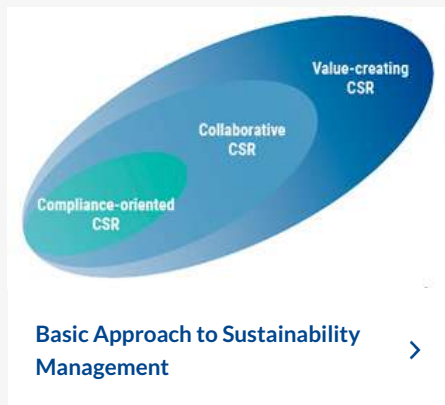 Value-creating
CSR
Collaborative
CSR
Compliance-oriented
CSR
Basic Approach to Sustainability
Management